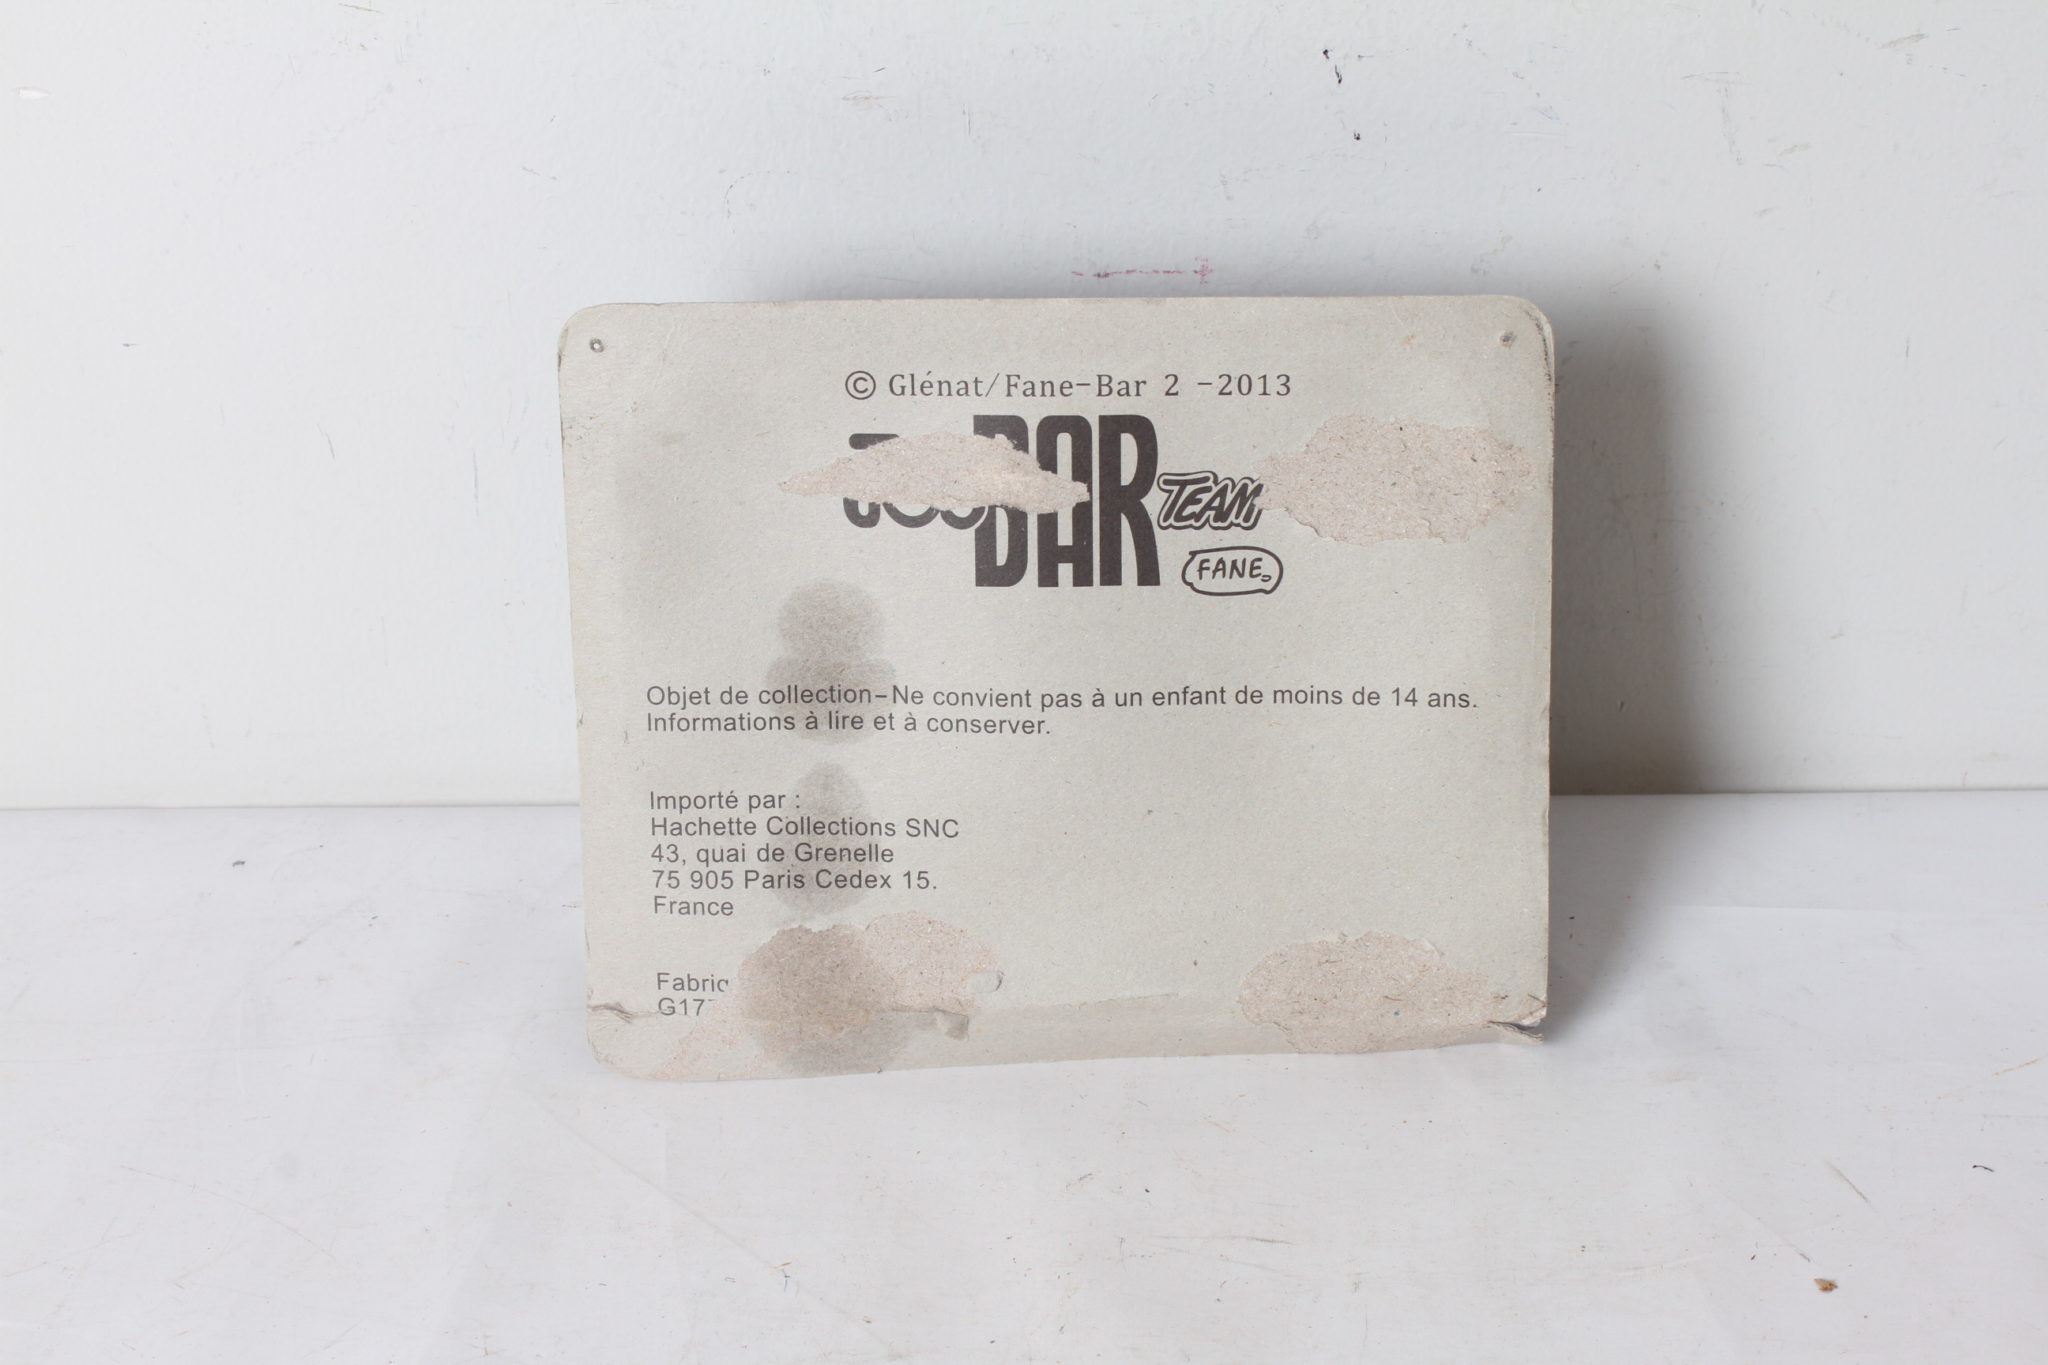 © Glénat/Fane-Bar 2 -2013
BAR TEAM
FANE
Objet de collection-Ne convient pas à un enfant de moins de 14 ans.
Informations à lire et à conserver.
Importé par :
Hachette Collections SNC
43, quai de Grenelle
75 905 Paris Cedex 15.
France